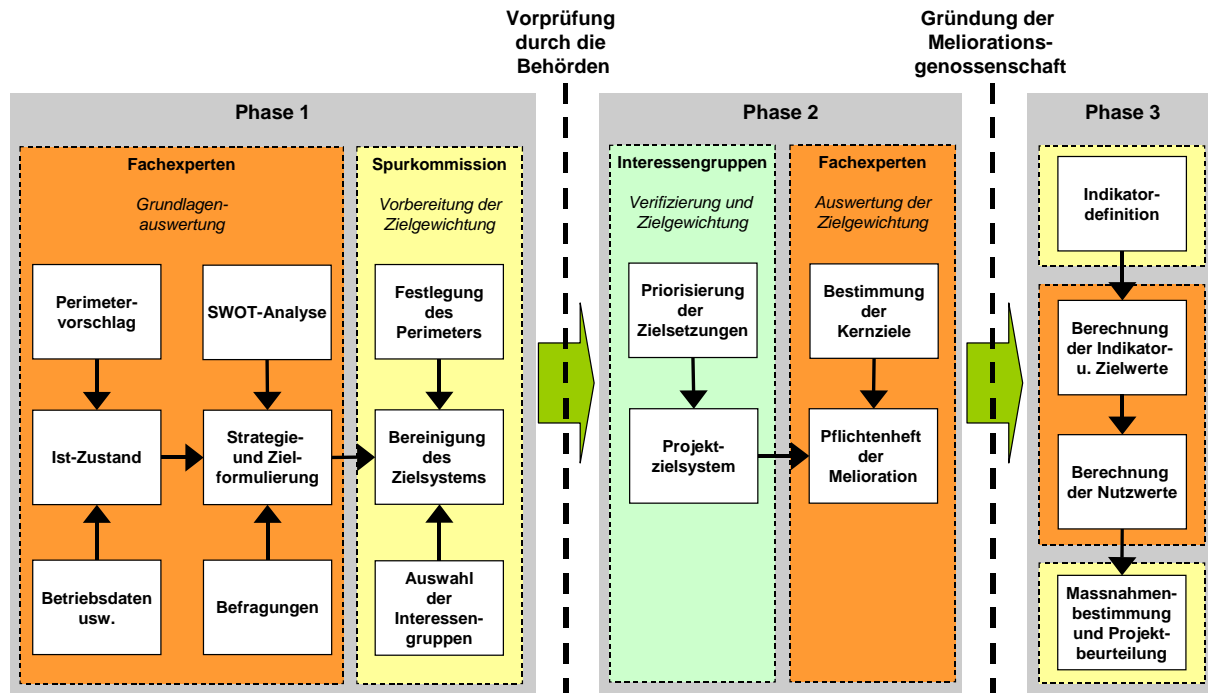 Vorprüfung
durch die
Behörden
Gründung der
Meliorations-
genossenschaft
Phase 1
Fachexperten
Grundlagen-
auswertung
Perimeter-
vorschlag
SWOT-Analyse
Ist-Zustand
Strategie-
und Ziel-
formulierung
Betriebsdaten
usw.
Befragungen
Spurkommission
Vorbereitung der
Zielgewichtung
Festlegung
des
Perimeters
Bereinigung
des
Zielsystems
Auswahl
der
Interessen-
gruppen
Phase 2
Interessengruppen
Verifizierung und
Zielgewichtung
Priorisierung
der
Zielsetzungen
Projekt-
zielsystem
Fachexperten
Auswertung der
Zielgewichtung
Bestimmung
der
Kernziele
Pflichtenheft
der
Melioration
Phase 3
Indikator-
definition
Berechnung
der Indikator-
u. Zielwerte
Berechnung
der Nutzwerte
Massnahmen-
bestimmung
und Projekt-
beurteilung